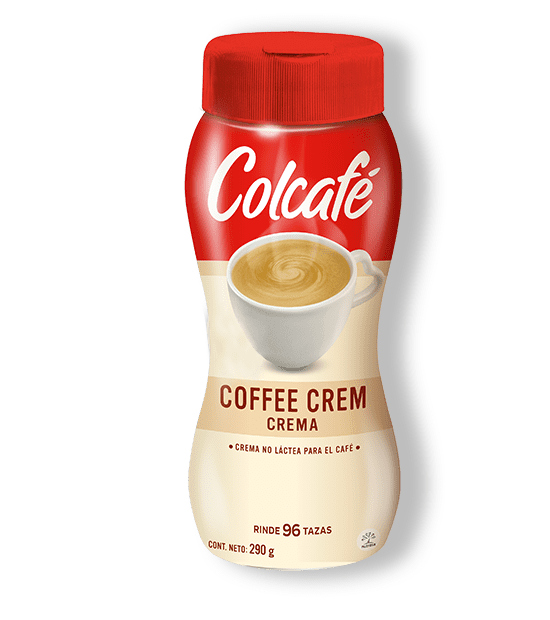 Colcafé
COFFEE CREM
CREMA
• CREMA NO LÁCTEA PARA EL CAFÉ •
RINDE 96 TAZAS
CONT. NETO: 290 g